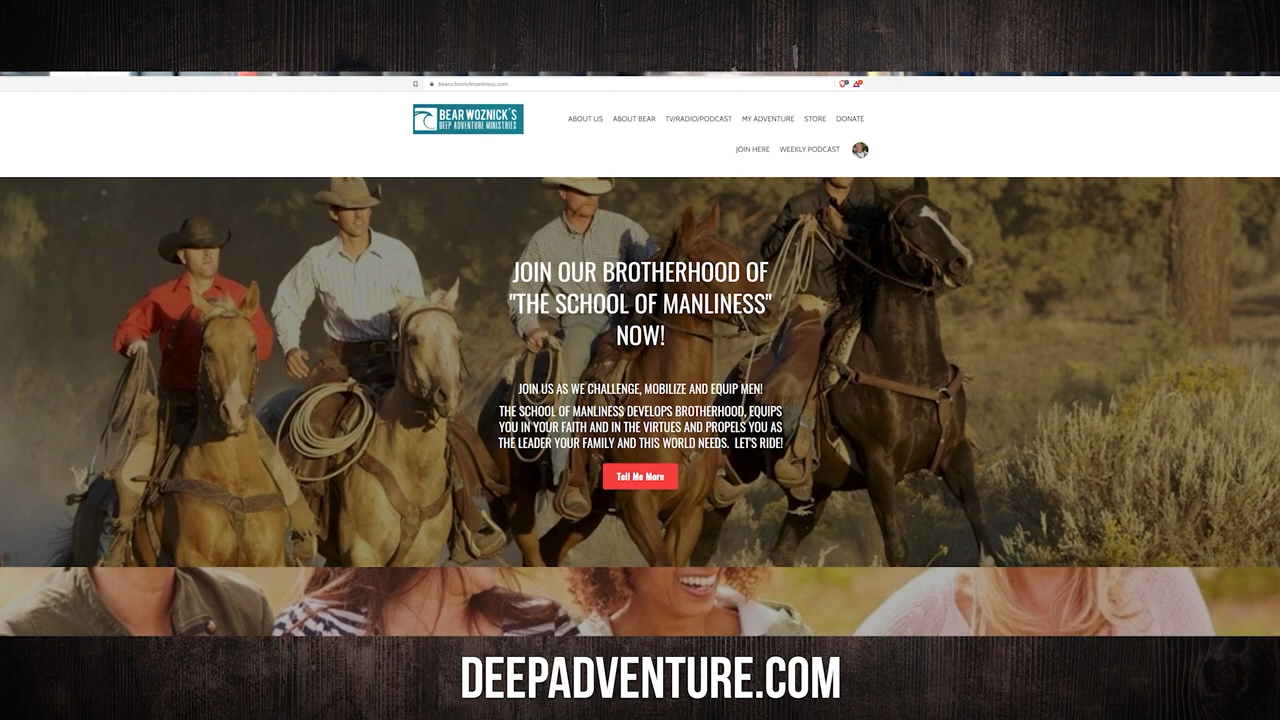 bearschoolofmanliness.com
BEAR WOZNICK'S
DEEP ADVENTURE MINISTRIES
ABOUT US ABOUT BEAR TV/RADIO/PODCAST MY ADVENTURE STORE DONATE
JOIN HERE WEEKLY PODCAST
JOIN OUR BROTHERHOOD OF
"THE SCHOOL OF MANLINESS"
NOW!
JOIN US AS WE CHALLENGE, MOBILIZE AND EQUIP MEN!
THE SCHOOL OF MANLINESS DEVELOPS BROTHERHOOD, EQUIPS
YOU IN YOUR FAITH AND IN THE VIRTUES AND PROPELS YOU AS
THE LEADER YOUR FAMILY AND THIS WORLD NEEDS. LET'S RIDE!
Tell Me More
DEEPADVENTURE.COM